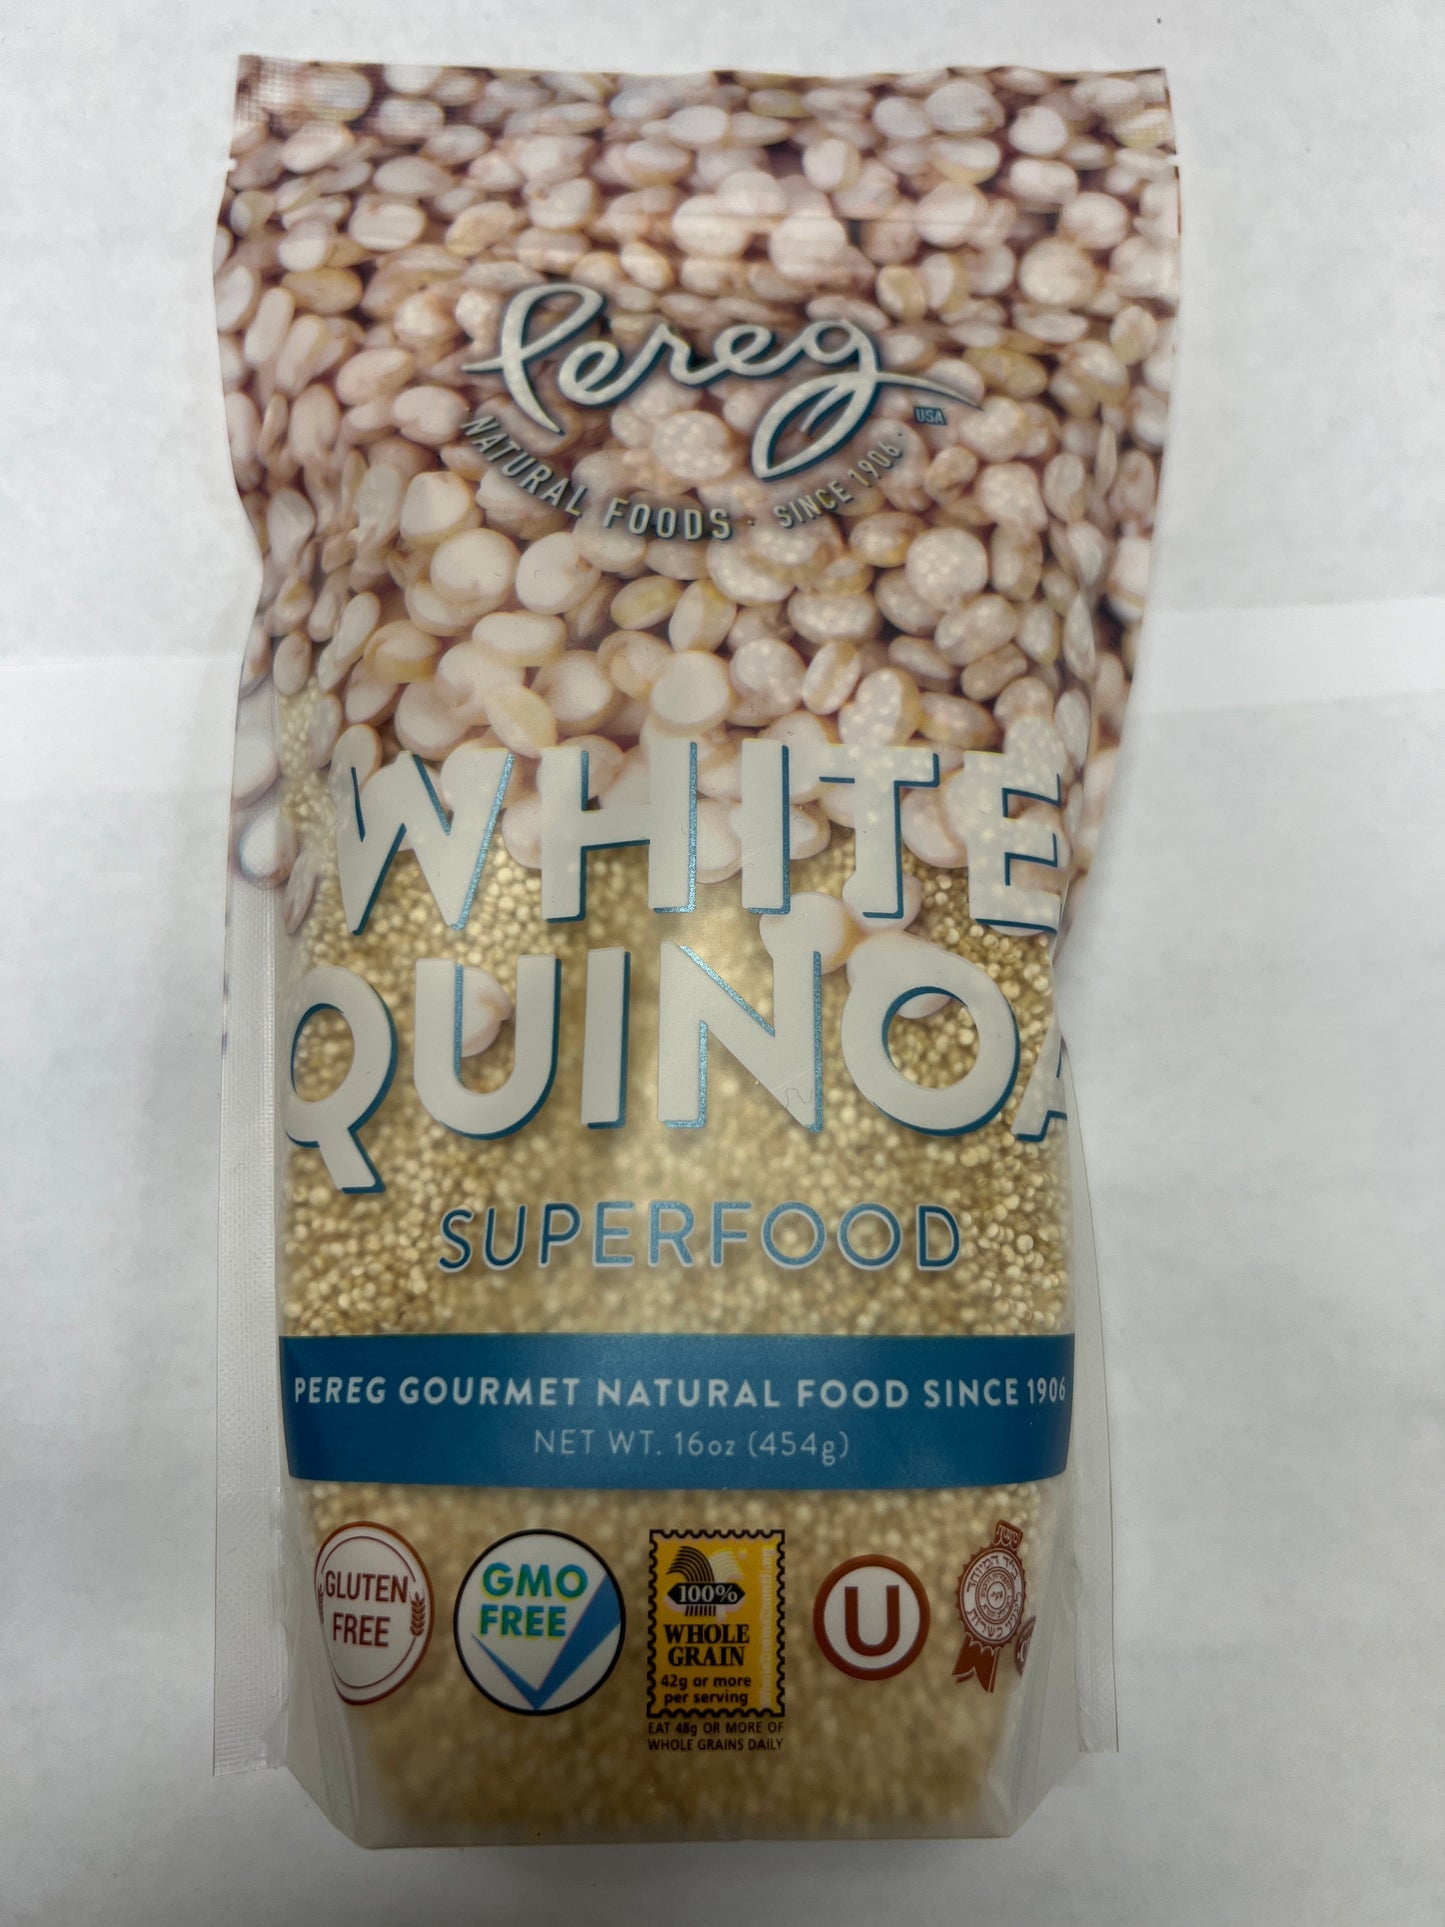 Pereg
USA
NATURAL FOODS · SINCE 1906 ·
WHITE
QUINOA
SUPERFOOD
PEREG GOURMET NATURAL FOOD SINCE 1906
NET WT. 16oz (454g)
GLUTEN
FREE
GMO
FREE
100%
WHOLE
GRAIN
42g or more
per serving
EAT 48g OR MORE OF
WHOLE GRAINS DAILY
WholeGrainsCouncil.org
U